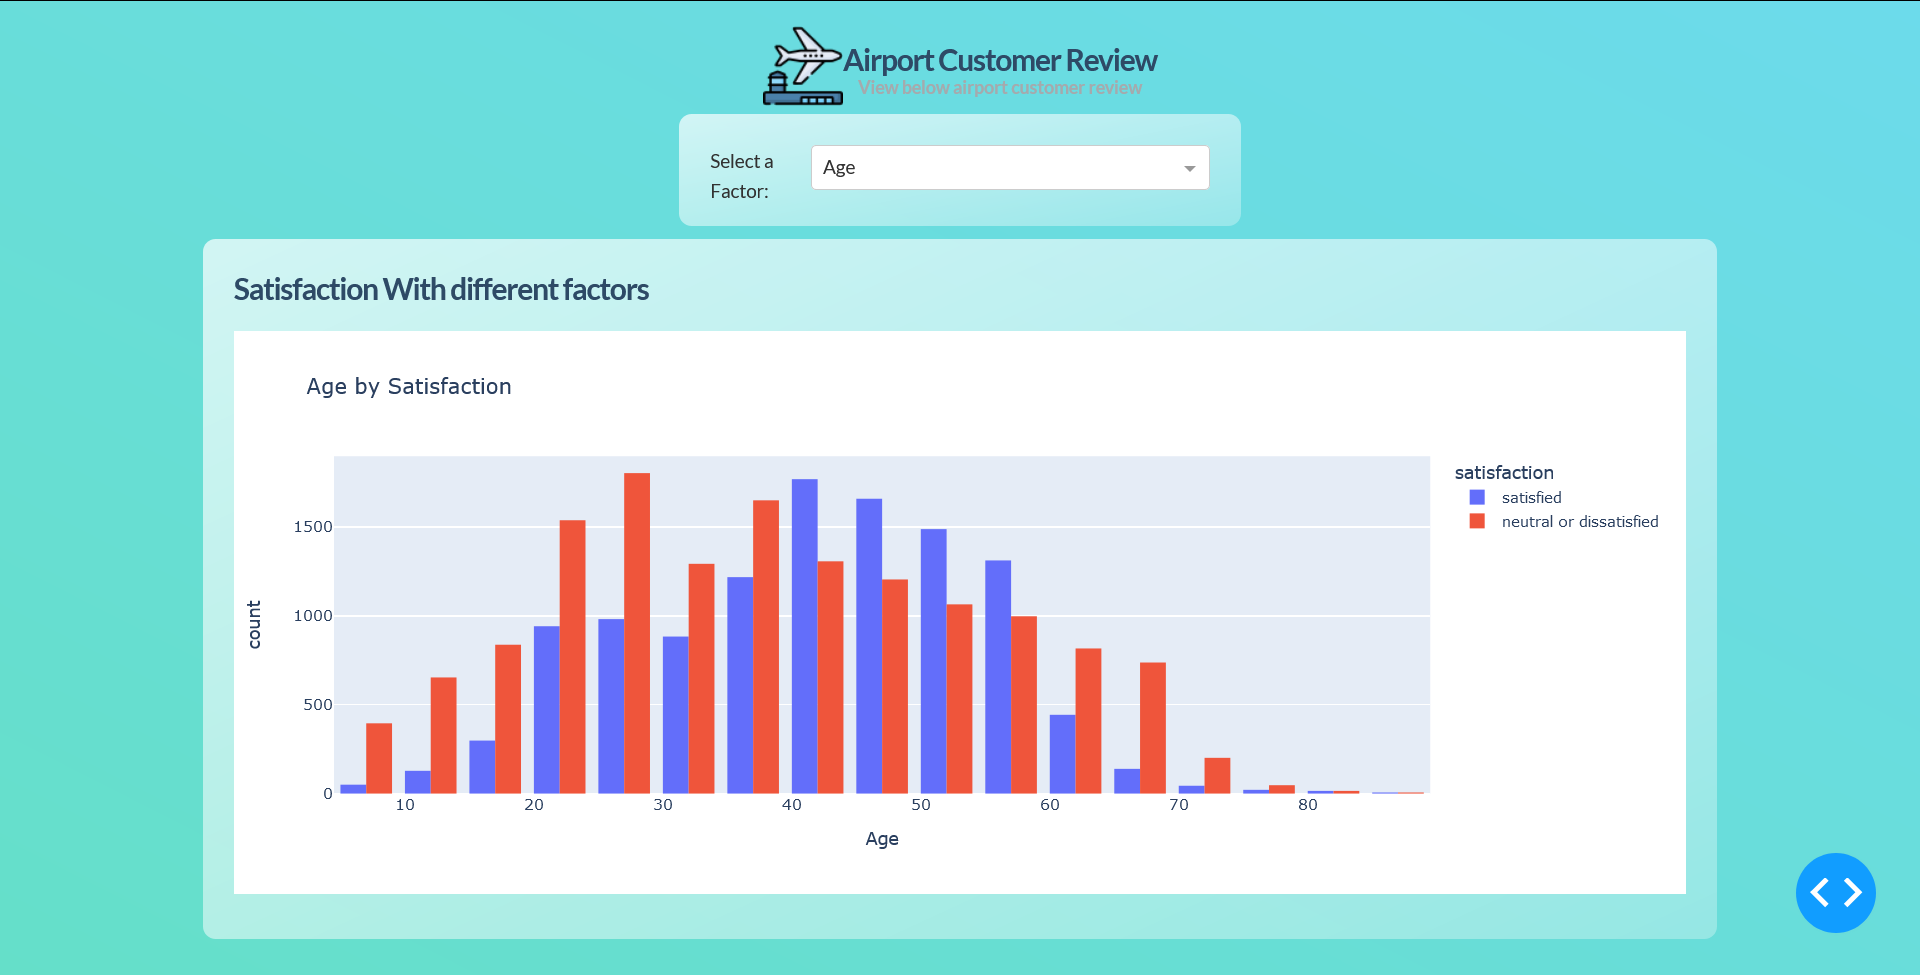 Airport Customer Review
View below airport customer review
Select a
Factor:
Age
Satisfaction With different factors
Age by Satisfaction
satisfaction
satisfied
neutral or dissatisfied
count
1500
1000
500
0
10 20 30 40 50 60 70 80
Age